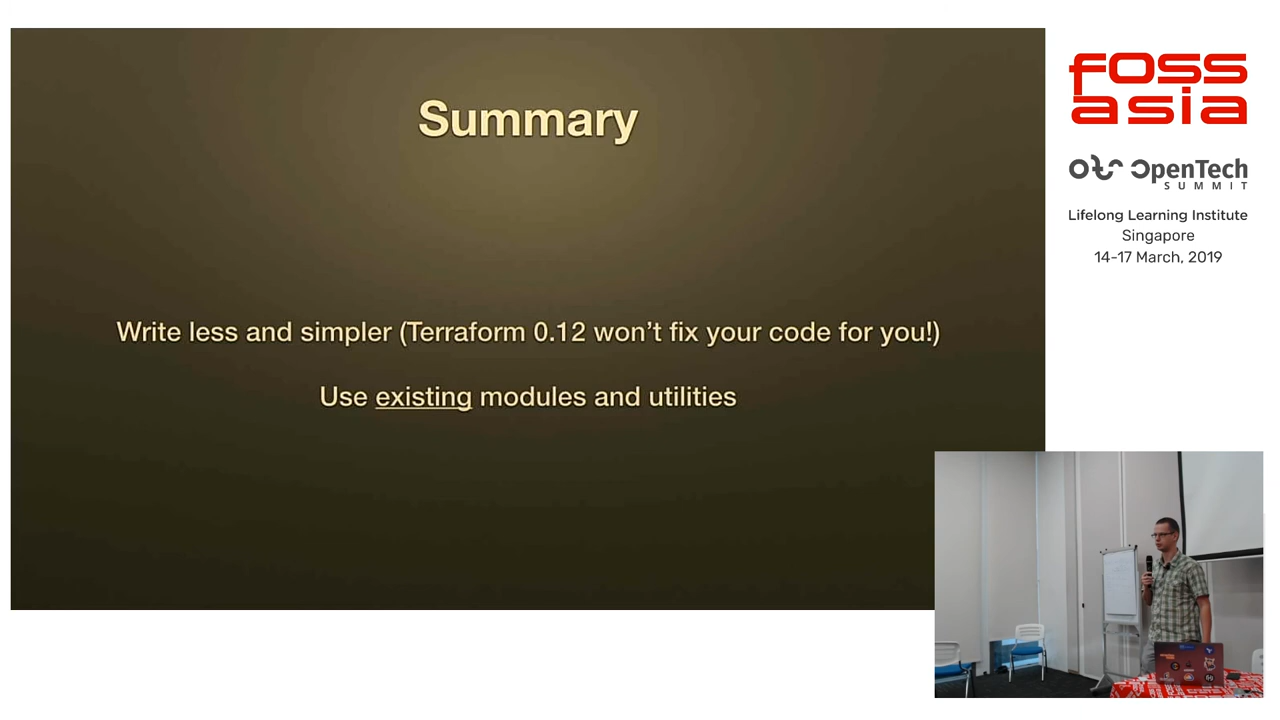 Summary
Write less and simpler (Terraform 0.12 won't fix your code for you!)
Use existing modules and utilities
fOSS
asia
OpenTech
SUMMIT
Lifelong Learning Institute
Singapore
14-17 March, 2019